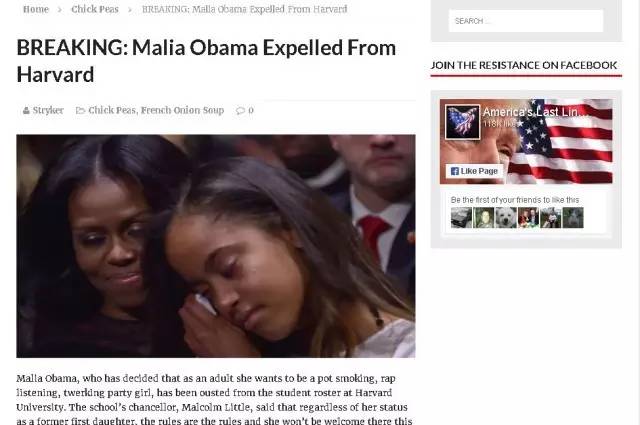 Home > Chick Peas > BREAKING: Malia Obama Expelled From Harvard
BREAKING: Malia Obama Expelled From
Harvard
Stryker Chick Peas, French Onion Soup 0
Malia Obama, who has decided that as an adult she wants to be a pot smoking, rap
listening, twerking party girl, has been ousted from the student roster at Harvard
University. The school's chancellor, Malcolm Little, said that regardless of her status
as a former first daughter, the rules are the rules and she won't be welcome there this
SEARCH ...
JOIN THE RESISTANCE ON FACEBOOK
America's Last Lin...
118K likes
Like Page
Be the first of your friends to like this